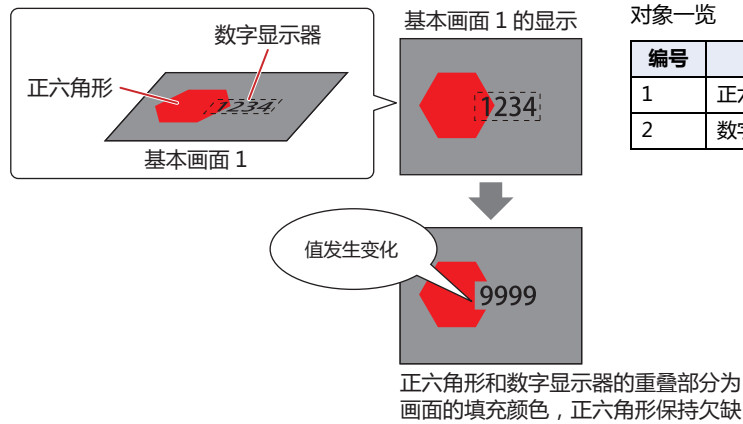 数字显示器
正六角形
1234
基本画面 1
基本画面 1 的显示
1234
值发生变化
9999
正六角形和数字显示器的重叠部分为
画面的填充颜色，正六角形保持欠缺
对象一览
编号
1
2 数字